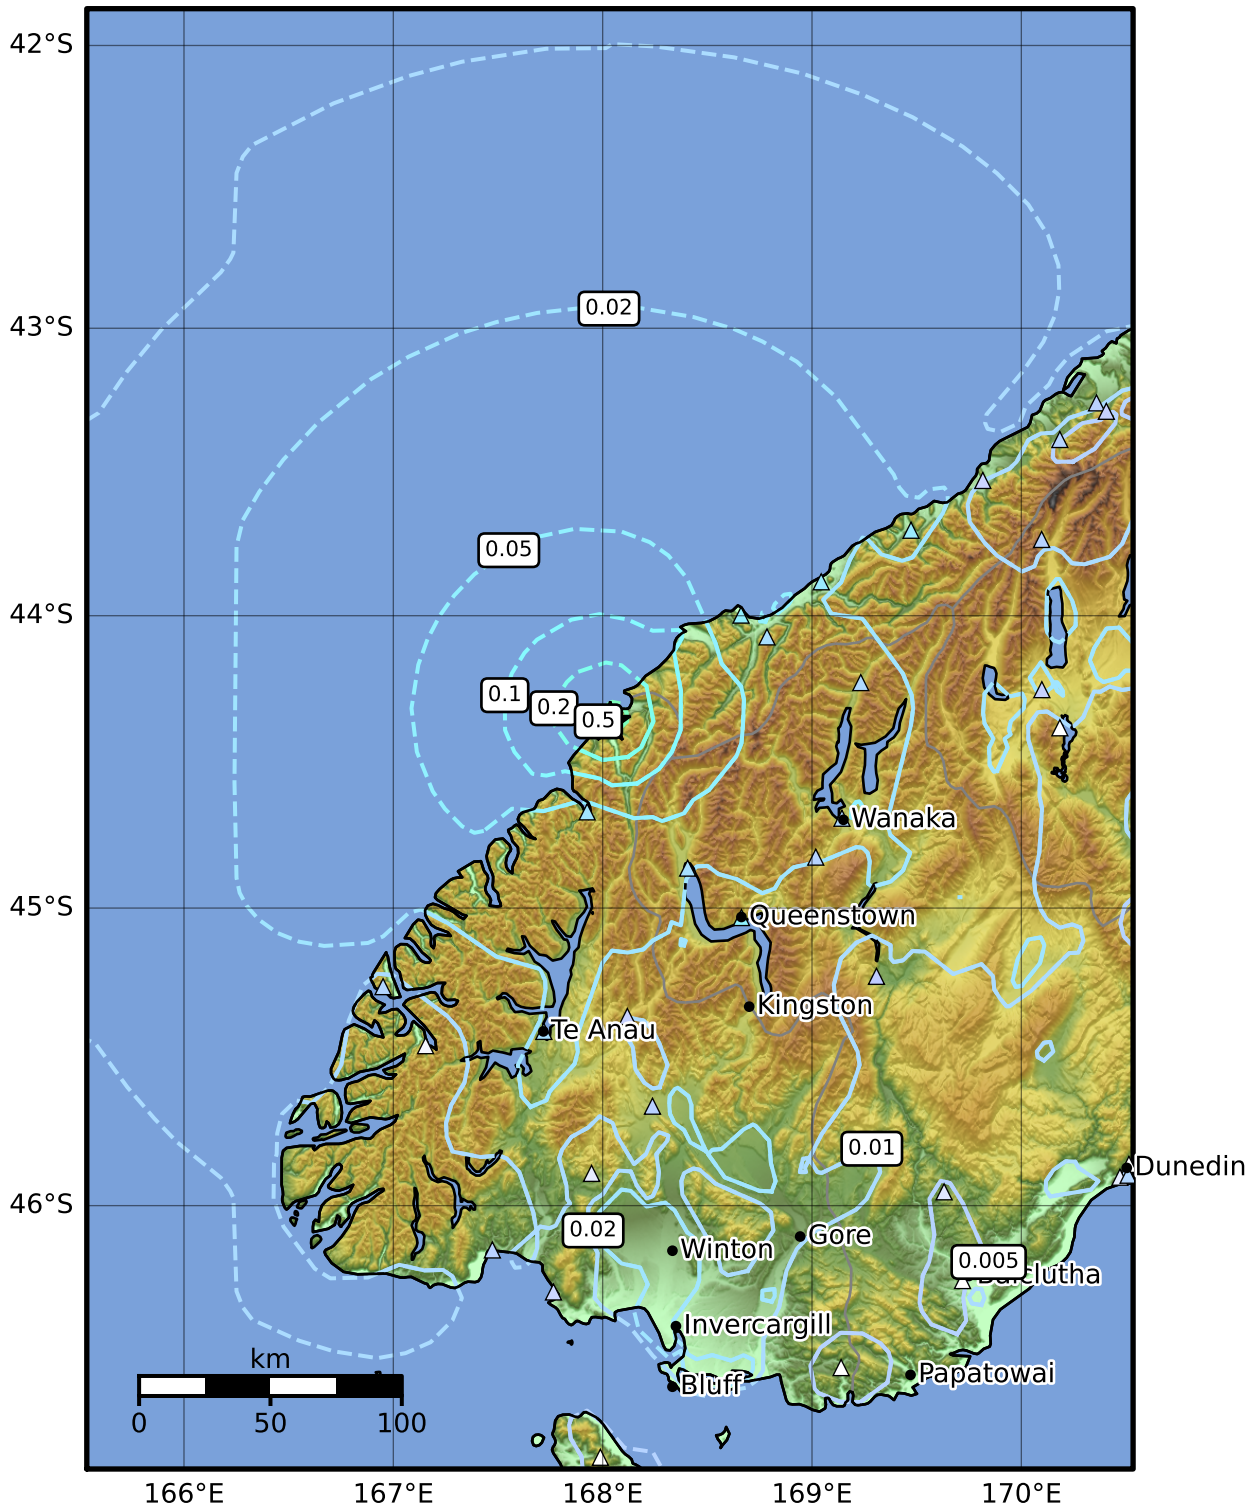 42°S
43°S
0.02
0.05
44°S
0.1
0.2
0.5
Wanaka
45°S
Queenstown
Kingston
Te Anau
0.01
Dunedin
46°S
0.02
Gore
Winton
0.005
Balclutha
Invercargill
km
Papatowai
Bluff
0 50 100
166°E 167°E 168°E 169°E 170°E